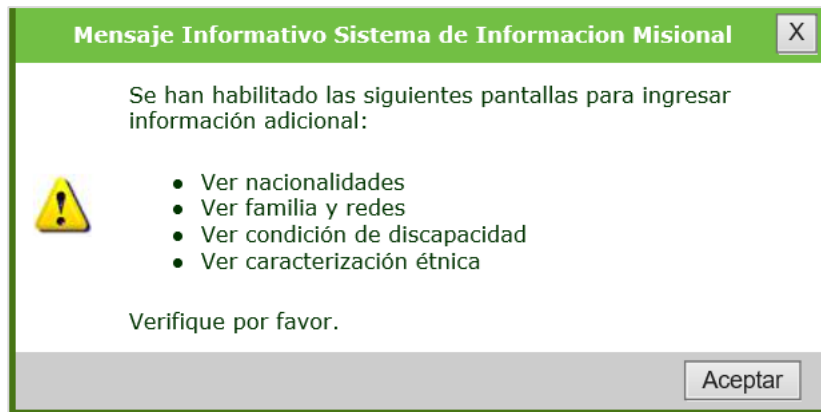 Mensaje Informativo Sistema de Informacion Misional X
Se han habilitado las siguientes pantallas para ingresar
información adicional:
● Ver nacionalidades
● Ver familia y redes
● Ver condición de discapacidad
● Ver caracterización étnica
Verifique por favor.
Aceptar